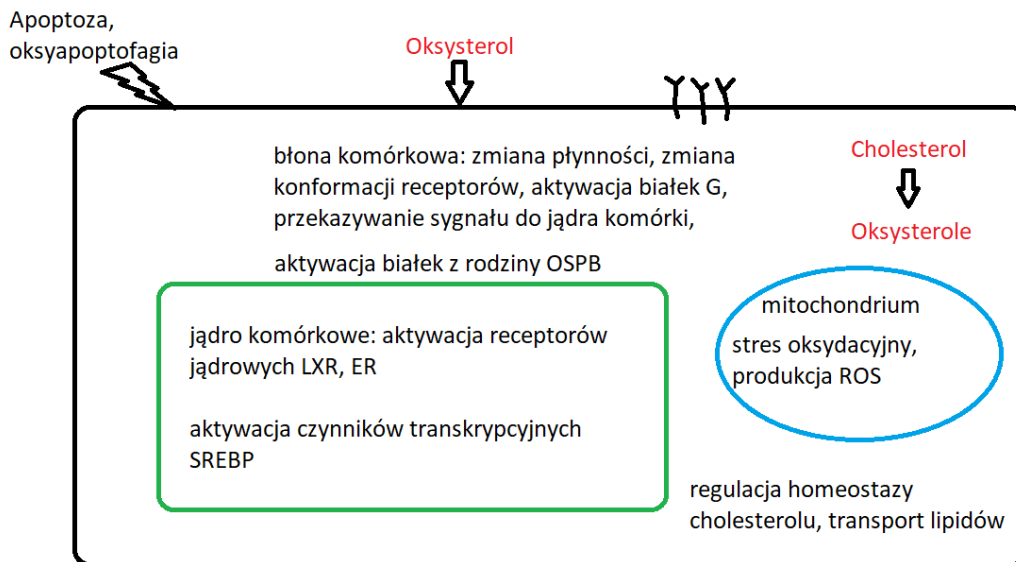 Apoptoza,
oksyapoptofagia
Oksysterol
błona komórkowa: zmiana płynności, zmiana
konformacji receptorów, aktywacja białek G,
przekazywanie sygnału do jądra komórki,
aktywacja białek z rodziny OSPB
Cholesterol
Oksysterole
jądro komórkowe: aktywacja receptorów
jądrowych LXR, ER
aktywacja czynników transkrypcyjnych
SREBP
mitochondrium
stres oksydacyjny,
produkcja ROS
regulacja homeostazy
cholesterolu, transport lipidów